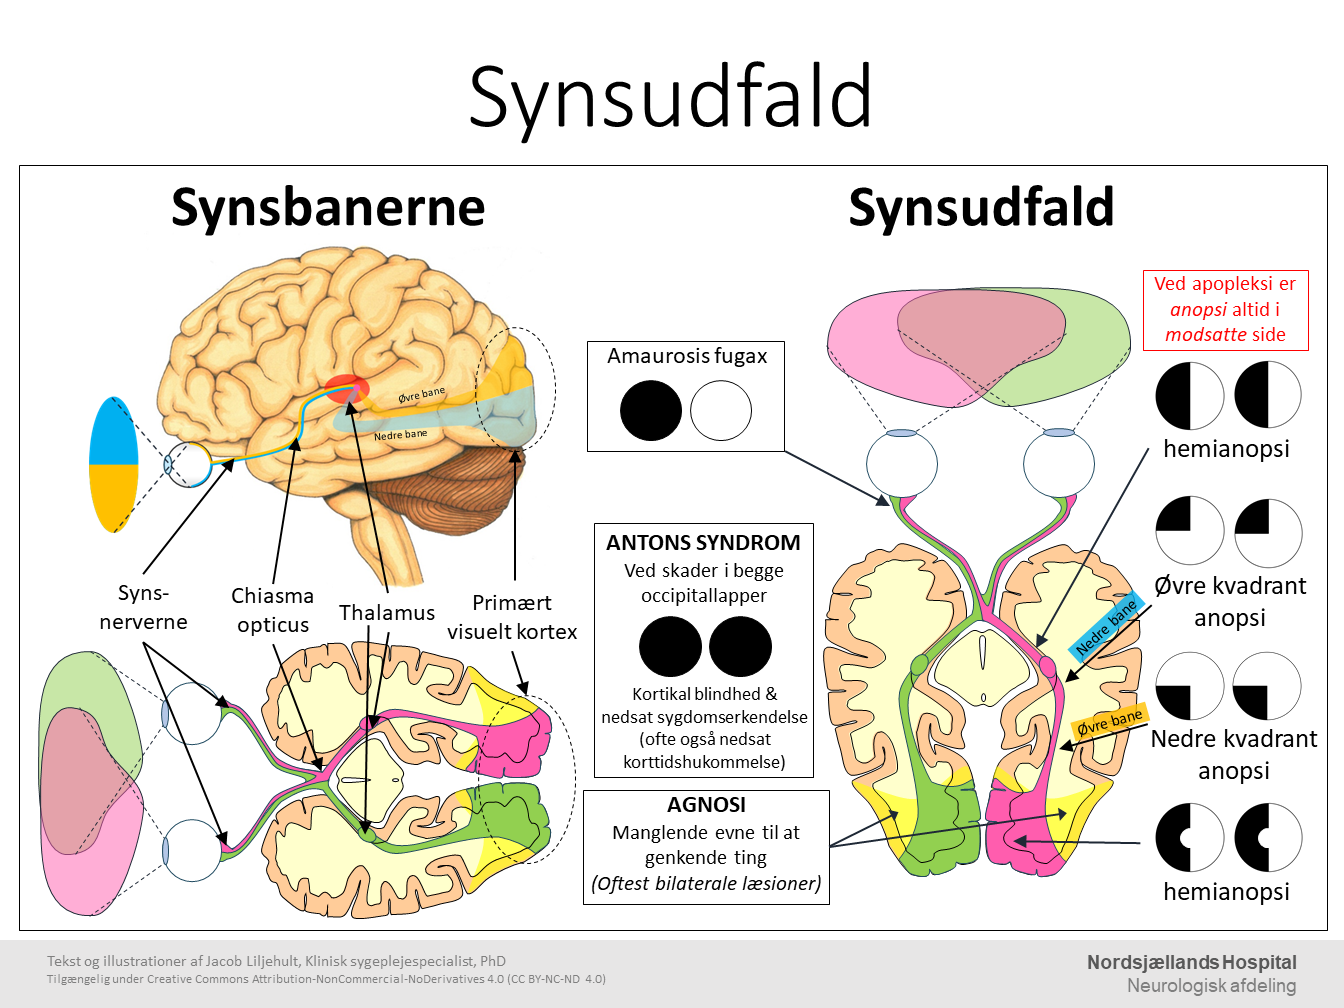 Synsudfald
Synsbanerne
Øvre bane
Nedre bane
Syns-
nerverne
Chiasma
opticus
Thalamus
Primært
visuelt kortex
Synsudfald
Amaurosis fugax
ANTONS SYNDROM
Ved skader i begge
occipitallapper
Kortikal blindhed &
nedsat sygdomserkendelse
(ofte også nedsat
korttidshukommelse)
AGNOSI
Manglende evne til at
genkende ting
(Oftest bilaterale læsioner)
Nedre bane
Øvre bane
Ved apopleksi er
anopsi altid i
modsatte side
hemianopsi
Øvre kvadrant
anopsi
Nedre kvadrant
anopsi
hemianopsi
Tekst og illustrationer af Jacob Liljehult, Klinisk sygeplejespecialist, PhD
Tilgængelig under Creative Commons Attribution-NonCommercial-NoDerivatives 4.0 (CC BY-NC-ND 4.0)
Nordsjællands Hospital
Neurologisk afdeling